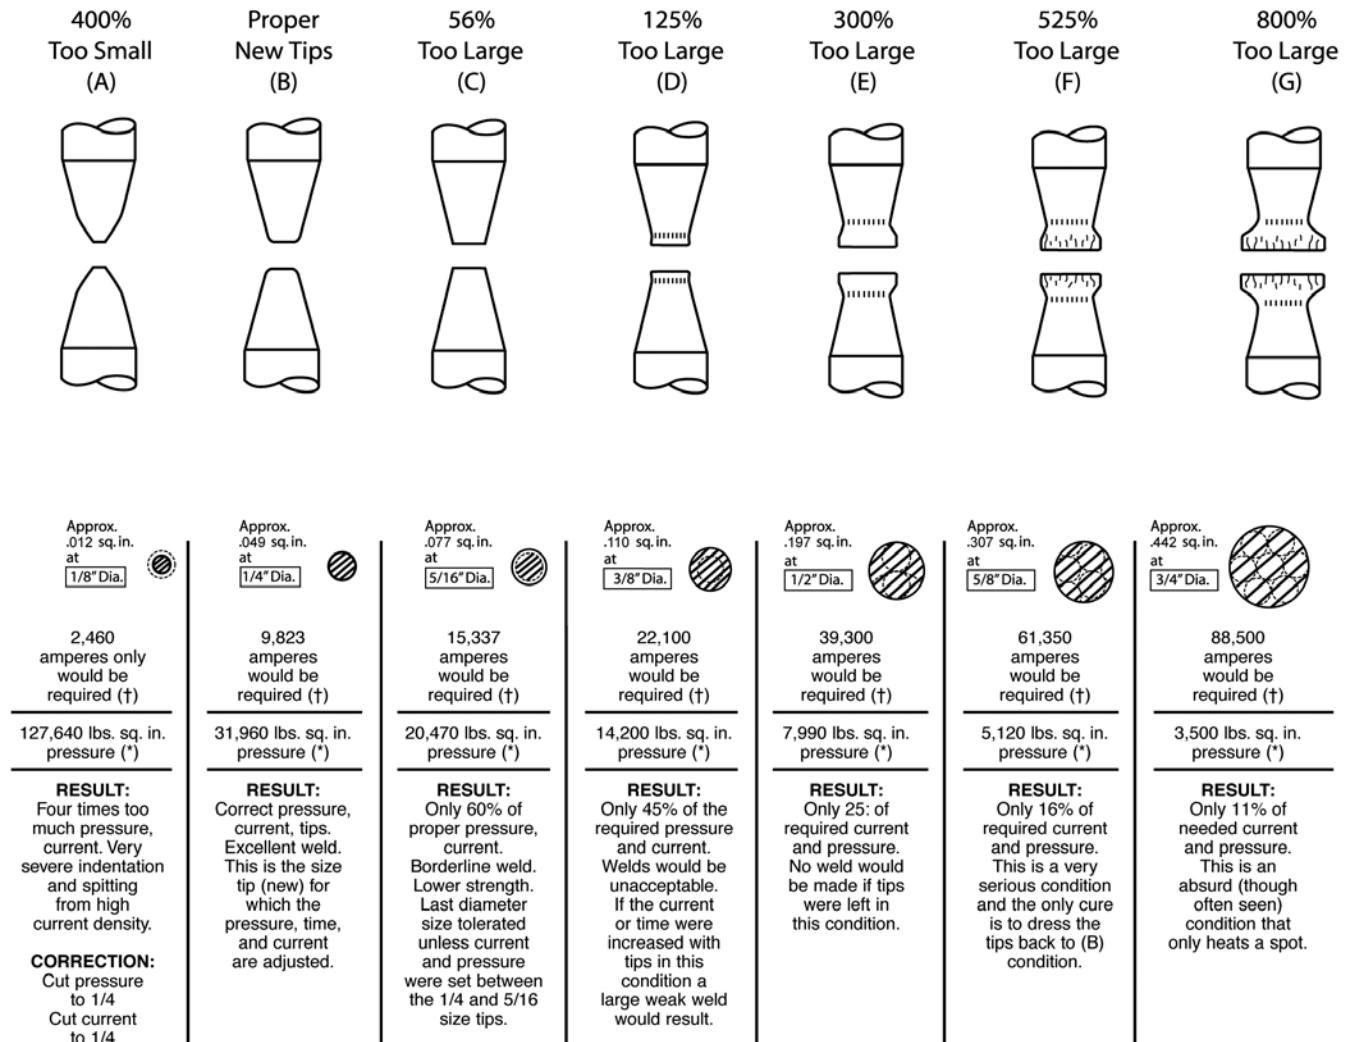 400%
Too Small
(A)
Proper
New Tips
(B)
56%
Too Large
(C)
125%
Too Large
(D)
300%
Too Large
(E)
525%
Too Large
(F)
800%
Too Large
(G)
Approx.
.012 sq.in.
at
1/8" Dia.
2,460
amperes only
would be
required (†)
127,640 lbs. sq. in.
pressure (*)
RESULT:
Four times too
much pressure,
current. Very
severe indentation
and spitting
from high
current density.
CORRECTION:
Cut pressure
to 1/4
Cut current
to 1/4
Approx.
.049 sq.in.
at
1/4" Dia.
9,823
amperes
would be
required (†)
31,960 lbs. sq. in.
pressure (*)
RESULT:
Correct pressure,
current, tips.
Excellent weld.
This is the size
tip (new) for
which the
pressure, time,
and current
are adjusted.
Approx.
.077 sq.in.
at
5/16" Dia.
15,337
amperes
would be
required (†)
20,470 lbs. sq. in.
pressure (*)
RESULT:
Only 60% of
proper pressure,
current.
Borderline weld.
Lower strength.
Last diameter
size tolerated
unless current
and pressure
were set between
the 1/4 and 5/16
size tips.
Approx.
.110 sq.in.
at
3/8" Dia.
22,100
amperes
would be
required (†)
14,200 lbs. sq. in.
pressure (*)
RESULT:
Only 45% of the
required pressure
and current.
Welds would be
unacceptable.
If the current
or time were
increased with
tips in this
condition a
large weak weld
would result.
Approx.
.197 sq.in.
at
1/2" Dia.
39,300
amperes
would be
required (†)
7,990 lbs. sq. in.
pressure (*)
RESULT:
Only 25: of
required current
and pressure.
No weld would
be made if tips
were left in
this condition.
Approx.
.307 sq.in.
at
5/8" Dia.
61,350
amperes
would be
required (†)
5,120 lbs. sq. in.
pressure (*)
RESULT:
Only 16% of
required current
and pressure.
This is a very
serious condition
and the only cure
is to dress the
tips back to (B)
condition.
Approx.
.442 sq.in.
at
3/4" Dia.
88,500
amperes
would be
required (†)
3,500 lbs. sq. in.
pressure (*)
RESULT:
Only 11% of
needed current
and pressure.
This is an
absurd (though
often seen)
condition that
only heats a spot.